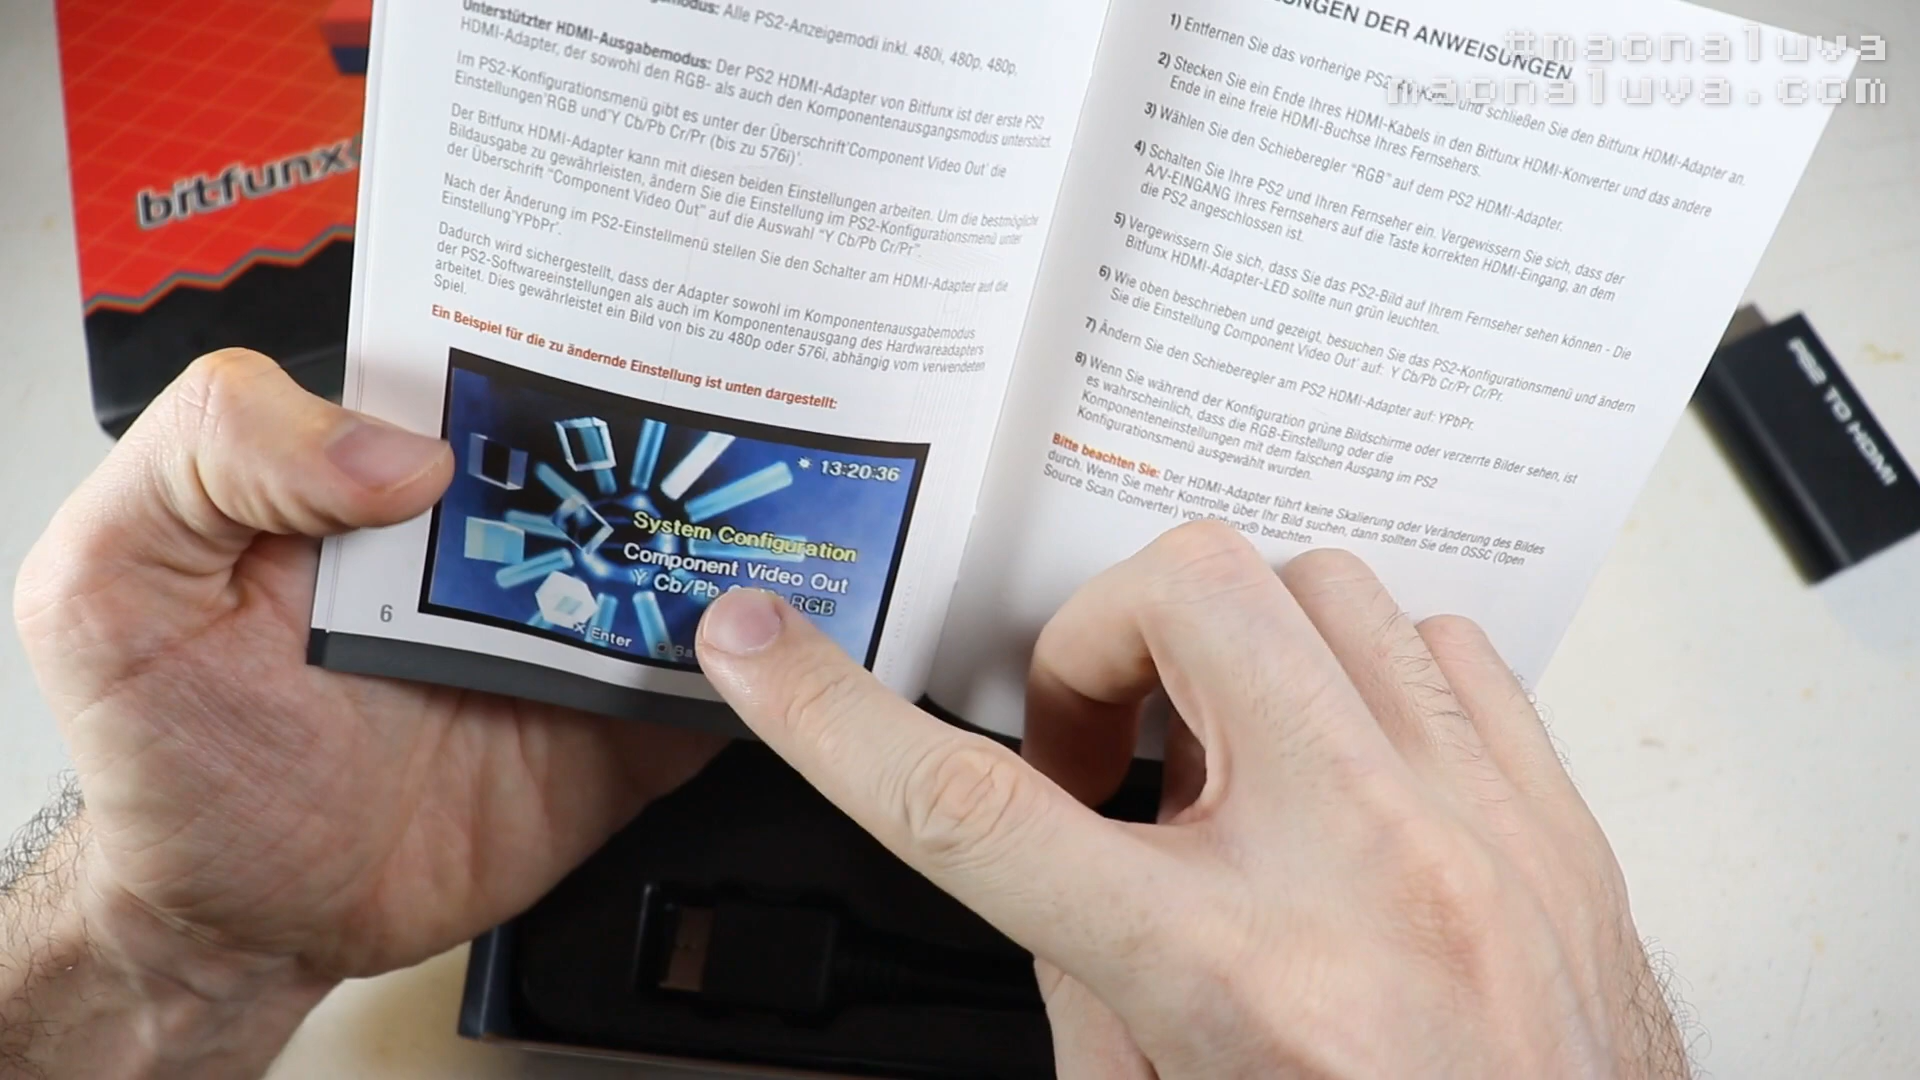 #maonaluva
maonaluva.com
bitfunx
Alle PS2-Anzeigemodi inkl. 480i, 480p, 480p.
Unterstützter HDMI-Ausgabemodus: Der PS2 HDMI-Adapter von Bitfunx ist der erste PS2
HDMI-Adapter, der sowohl den RGB- als auch den Komponentenausgangsmodus unterstützt.
Im PS2-Konfigurationsmenü gibt es unter der Überschrift'Component Video Out' die
Einstellungen'RGB und'Y Cb/Pb Cr/Pr (bis zu 576i)'.
Der Bitfunx HDMI-Adapter kann mit diesen beiden Einstellungen arbeiten. Um die bestmögliche
Bildausgabe zu gewährleisten, ändern Sie die Einstellung im PS2-Konfigurationsmenü unter
der Überschrift "Component Video Out" auf die Auswahl "Y Cb/Pb Cr/Pr".
Nach der Änderung im PS2-Einstellmenü stellen Sie den Schalter am HDMI-Adapter auf die
Einstellung'YPbPr'.
Dadurch wird sichergestellt, dass der Adapter sowohl im Komponentenausgabemodus
der PS2-Softwareeinstellungen als auch im Komponentenausgang des Hardwareadapters
arbeitet. Dies gewährleistet ein Bild von bis zu 480p oder 576i, abhängig vom verwendeten
Spiel.
Ein Beispiel für die zu ändernde Einstellung ist unten dargestellt:
13:20:36
System Configuration
Component Video Out
Y Cb/Pb RGB
X Enter
6
DER ANWEISUNGEN
1) Entfernen Sie das vorherige PS2 und schließen Sie den Bitfunx HDMI-Adapter an.
2) Stecken Sie ein Ende Ihres HDMI-Kabels in den Bitfunx HDMI-Konverter und das andere
Ende in eine freie HDMI-Buchse Ihres Fernsehers.
3) Wählen Sie den Schieberegler "RGB" auf dem PS2 HDMI-Adapter.
4) Schalten Sie Ihre PS2 und Ihren Fernseher ein. Vergewissern Sie sich, dass der
A/V-EINGANG Ihres Fernsehers auf die Taste korrekten HDMI-Eingang, an dem
die PS2 angeschlossen ist.
5) Vergewissern Sie sich, dass Sie das PS2-Bild auf Ihrem Fernseher sehen können - Die
Bitfunx HDMI-Adapter-LED sollte nun grün leuchten.
6) Wie oben beschrieben und gezeigt, besuchen Sie das PS2-Konfigurationsmenü und ändern
Sie die Einstellung Component Video Out' auf: Y Cb/Pb Cr/Pr Cr/Pr.
7) Ändern Sie den Schieberegler am PS2 HDMI-Adapter auf: YPbPr.
8) Wenn Sie während der Konfiguration grüne Bildschirme oder verzerrte Bilder sehen, ist
es wahrscheinlich, dass die RGB-Einstellung oder die
Komponenteneinstellungen mit dem falschen Ausgang im PS2
Konfigurationsmenü ausgewählt wurden.
Bitte beachten Sie: Der HDMI-Adapter führt keine Skalierung oder Veränderung des Bildes
durch. Wenn Sie mehr Kontrolle über Ihr Bild suchen, dann sollten Sie den OSSC (Open
Source Scan Converter) von Bitfunx® beachten.
PS2 TO HDMI